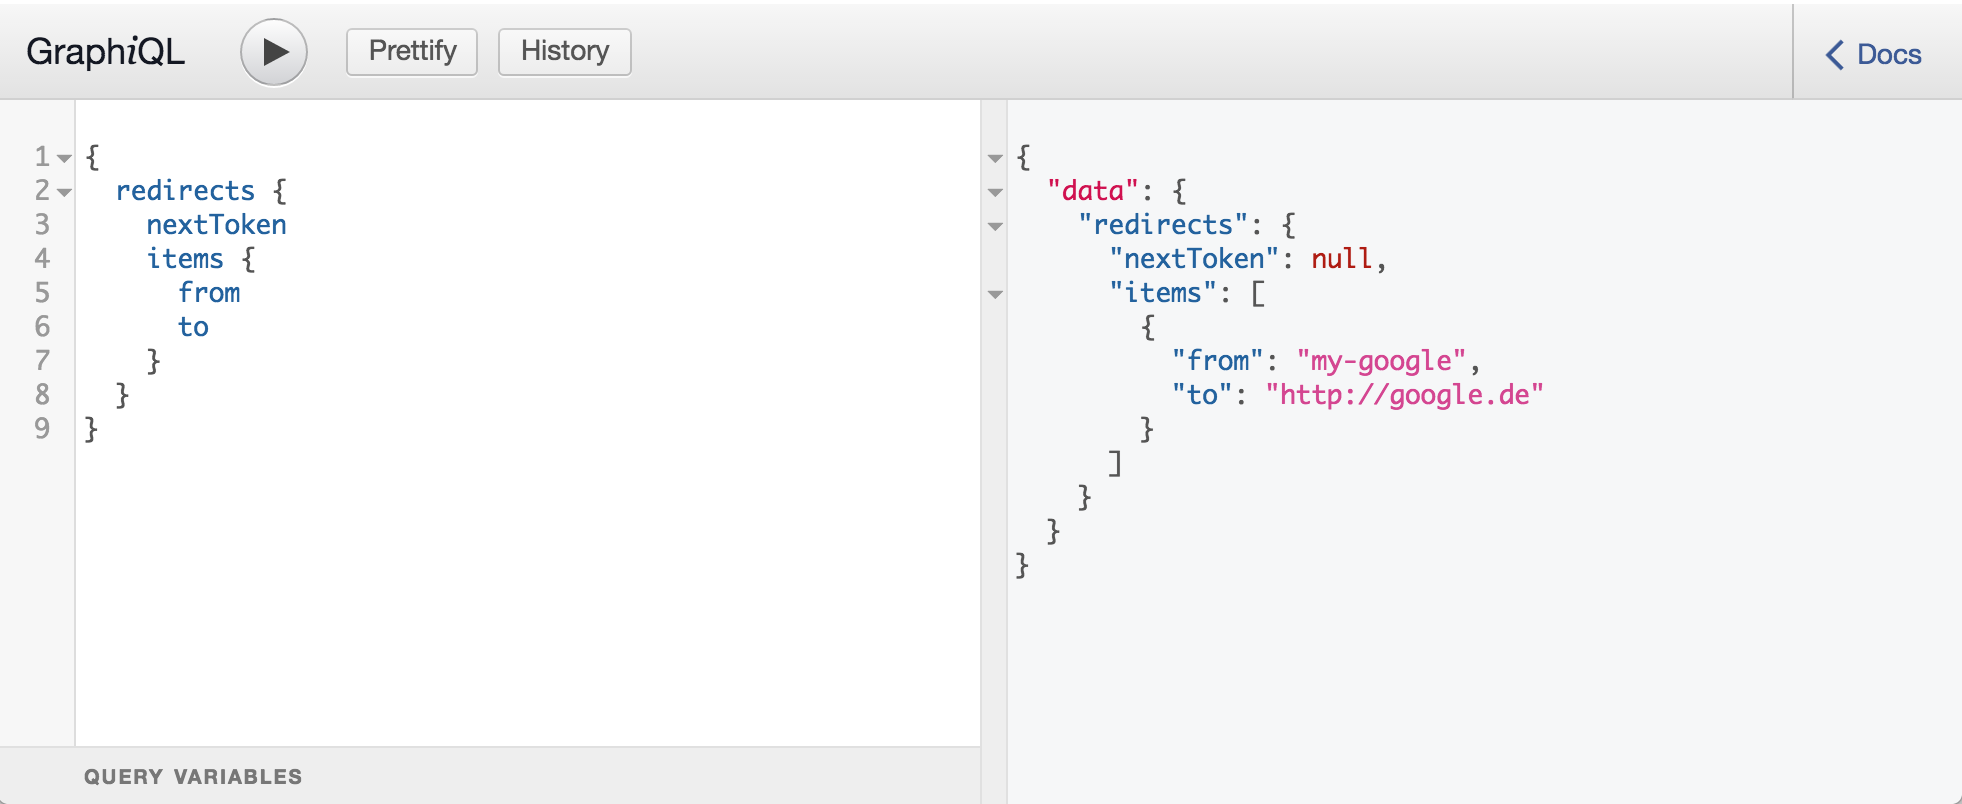 GraphiQL Prettify History Docs
1 {
2 redirects {
3 nextToken
4 items {
5 from
6 to
7 }
8 }
9 }
QUERY VARIABLES
{
"data": {
"redirects": {
"nextToken": null,
"items": [
{
"from": "my-google",
"to": "http://google.de"
}
]
}
}
}